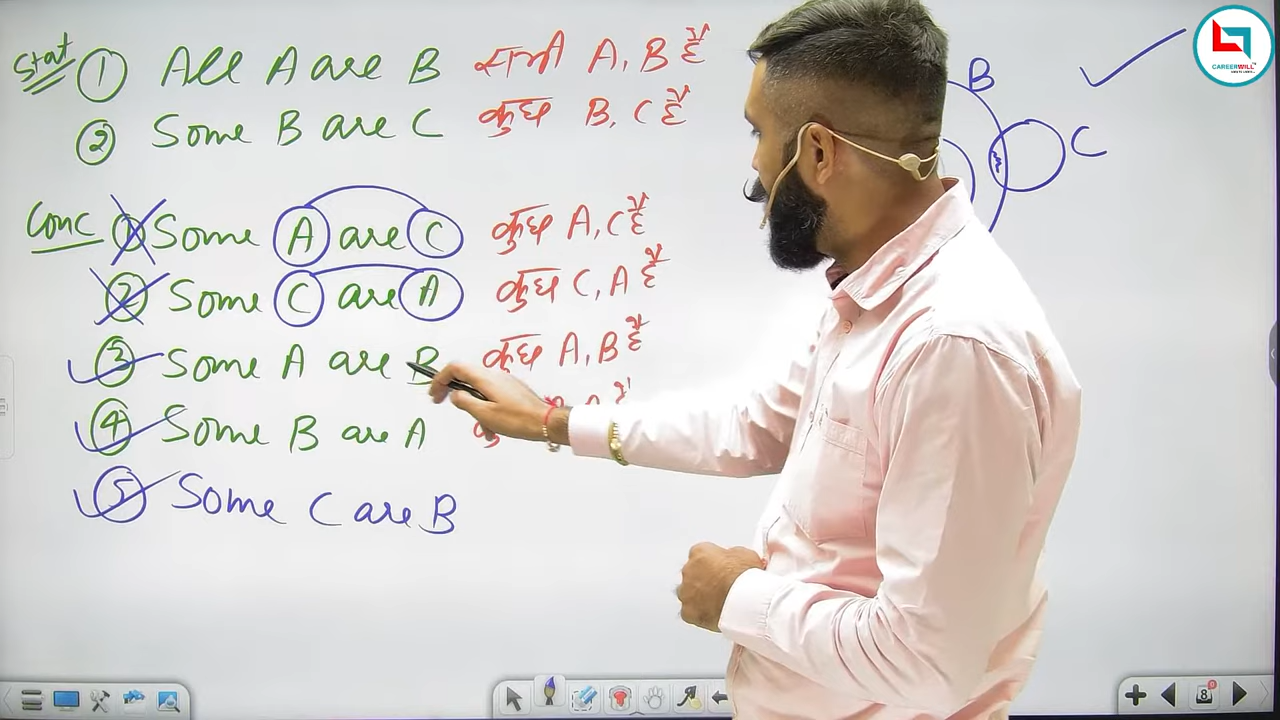 Stat ① All A are B सभी A, B हैं
② Some B are C कुछ B, C हैं
Conc ① Some A are C कुछ A, C हैं
② Some C are A कुछ C, A हैं
③ Some A are B कुछ A, B हैं
④ Some B are A
⑤ Some C are B
B
C
CAREERWILL
8